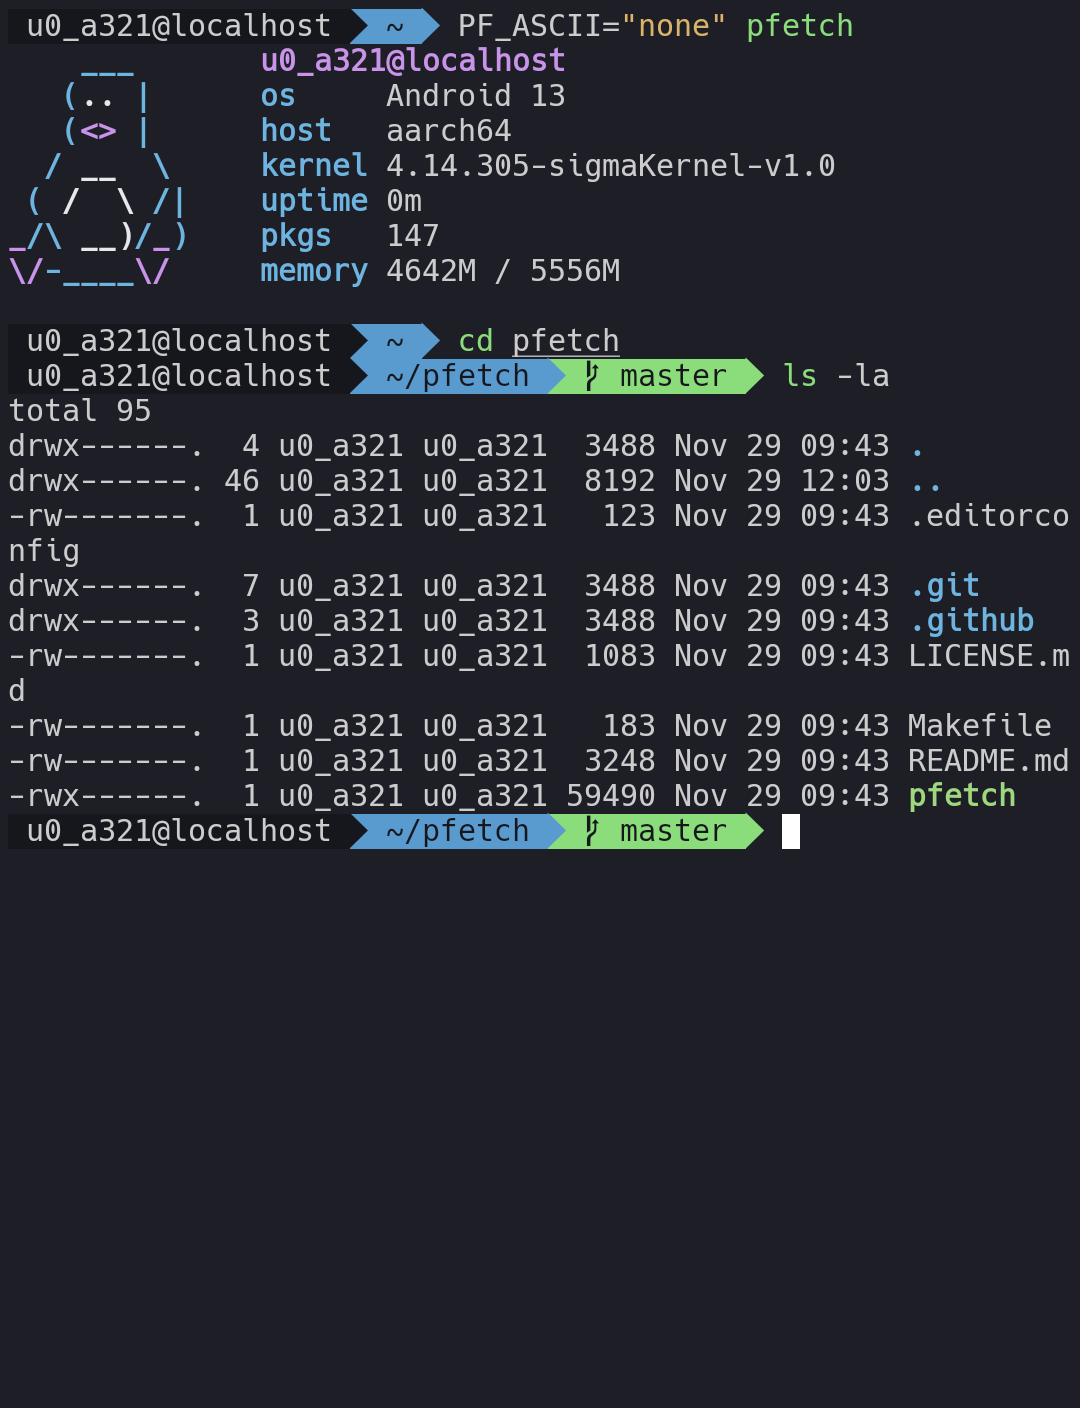 u0_a321@localhost  ~  PF_ASCII="none" pfetch
    ___       u0_a321@localhost
   (.. |      os     Android 13
   (<> |      host   aarch64
  / __  \     kernel 4.14.305-sigmaKernel-v1.0
 ( /  \ /|    uptime 0m
_/\ __)/_)    pkgs   147
\/-____\/     memory 4642M / 5556M
u0_a321@localhost  ~  cd pfetch
u0_a321@localhost  ~/pfetch  master  ls -la
total 95
drwx------.  4 u0_a321 u0_a321  3488 Nov 29 09:43 .
drwx------. 46 u0_a321 u0_a321  8192 Nov 29 12:03 ..
-rw-------.  1 u0_a321 u0_a321   123 Nov 29 09:43 .editorco
nfig
drwx------.  7 u0_a321 u0_a321  3488 Nov 29 09:43 .git
drwx------.  3 u0_a321 u0_a321  3488 Nov 29 09:43 .github
-rw-------.  1 u0_a321 u0_a321  1083 Nov 29 09:43 LICENSE.m
d
-rw-------.  1 u0_a321 u0_a321   183 Nov 29 09:43 Makefile
-rw-------.  1 u0_a321 u0_a321  3248 Nov 29 09:43 README.md
-rwx------.  1 u0_a321 u0_a321 59490 Nov 29 09:43 pfetch
u0_a321@localhost  ~/pfetch  master